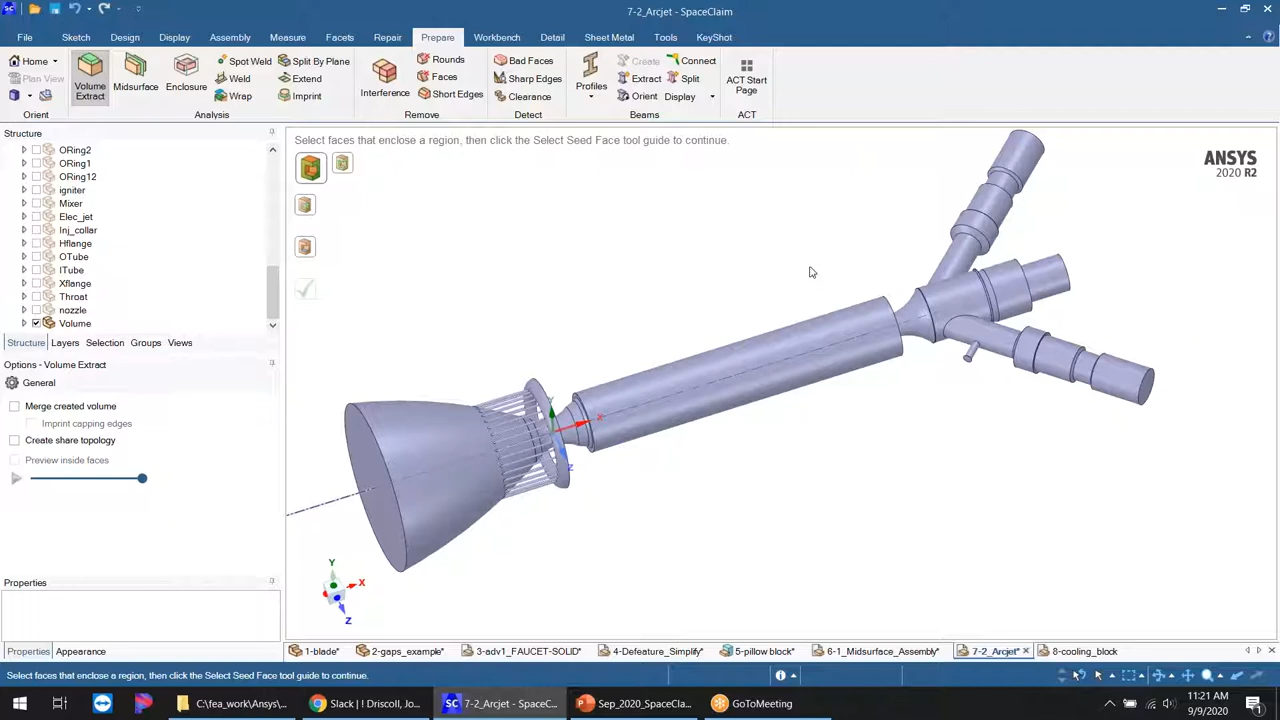 7-2_Arcjet - SpaceClaim
File Sketch Design Display Assembly Measure Facets Repair Prepare Workbench Detail Sheet Metal Tools KeyShot
Home
Plan View
Orient
Volume Extract
Midsurface
Enclosure
Spot Weld
Weld
Wrap
Split By Plane
Extend
Imprint
Analysis
Interference
Rounds
Faces
Short Edges
Remove
Bad Faces
Sharp Edges
Clearance
Detect
Profiles
Create
Extract
Orient
Connect
Split
Display
Beams
ACT Start Page
ACT
Structure
ORing2
ORing1
ORing12
igniter
Mixer
Elec_jet
Inj_collar
Hflange
OTube
ITube
Xflange
Throat
nozzle
Volume
Structure Layers Selection Groups Views
Options - Volume Extract
General
Merge created volume
Imprint capping edges
Create share topology
Preview inside faces
Properties
Properties Appearance
Select faces that enclose a region, then click the Select Seed Face tool guide to continue.
ANSYS
2020 R2
Y
X
Z
Y
X
Z
1-blade* 2-gaps_example* 3-adv1_FAUCET-SOLID* 4-Defeature_Simplify* 5-pillow block* 6-1_Midsurface_Assembly* 7-2_Arcjet* 8-cooling_block
Select faces that enclose a region, then click the Select Seed Face tool guide to continue.
C:\fea_work\Ansys\... Slack | ! Driscoll, Jo... 7-2_Arcjet - SpaceC... Sep_2020_SpaceCla... GoToMeeting
11:21 AM
9/9/2020